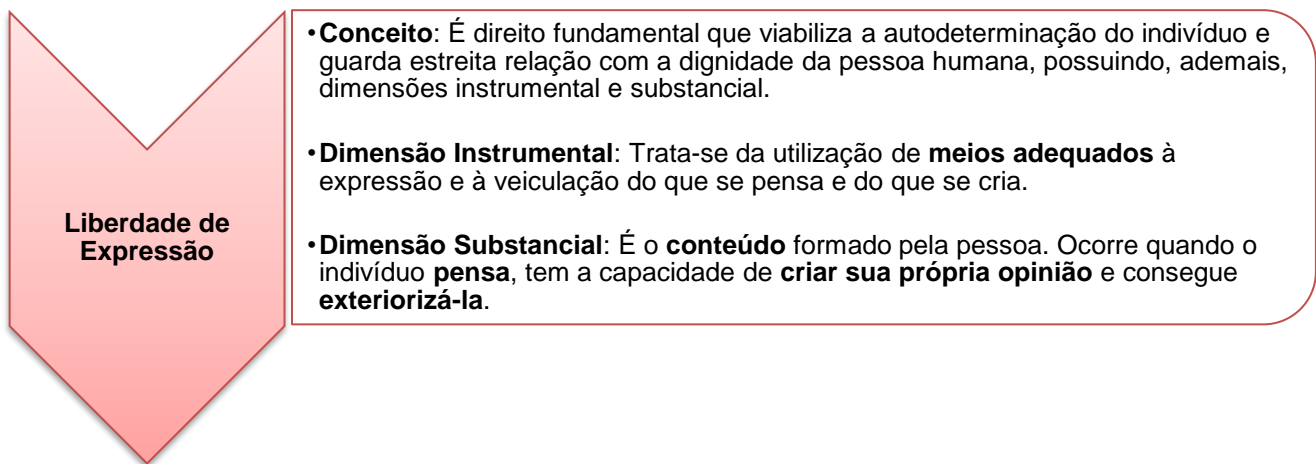 Liberdade de
Expressão
•Conceito: É direito fundamental que viabiliza a autodeterminação do indivíduo e
guarda estreita relação com a dignidade da pessoa humana, possuindo, ademais,
dimensões instrumental e substancial.
•Dimensão Instrumental: Trata-se da utilização de meios adequados à
expressão e à veiculação do que se pensa e do que se cria.
•Dimensão Substancial: É o conteúdo formado pela pessoa. Ocorre quando o
indivíduo pensa, tem a capacidade de criar sua própria opinião e consegue
exteriorizá-la.